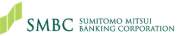 SMBC
SUMITOMO MITSUI
BANKING CORPORATION